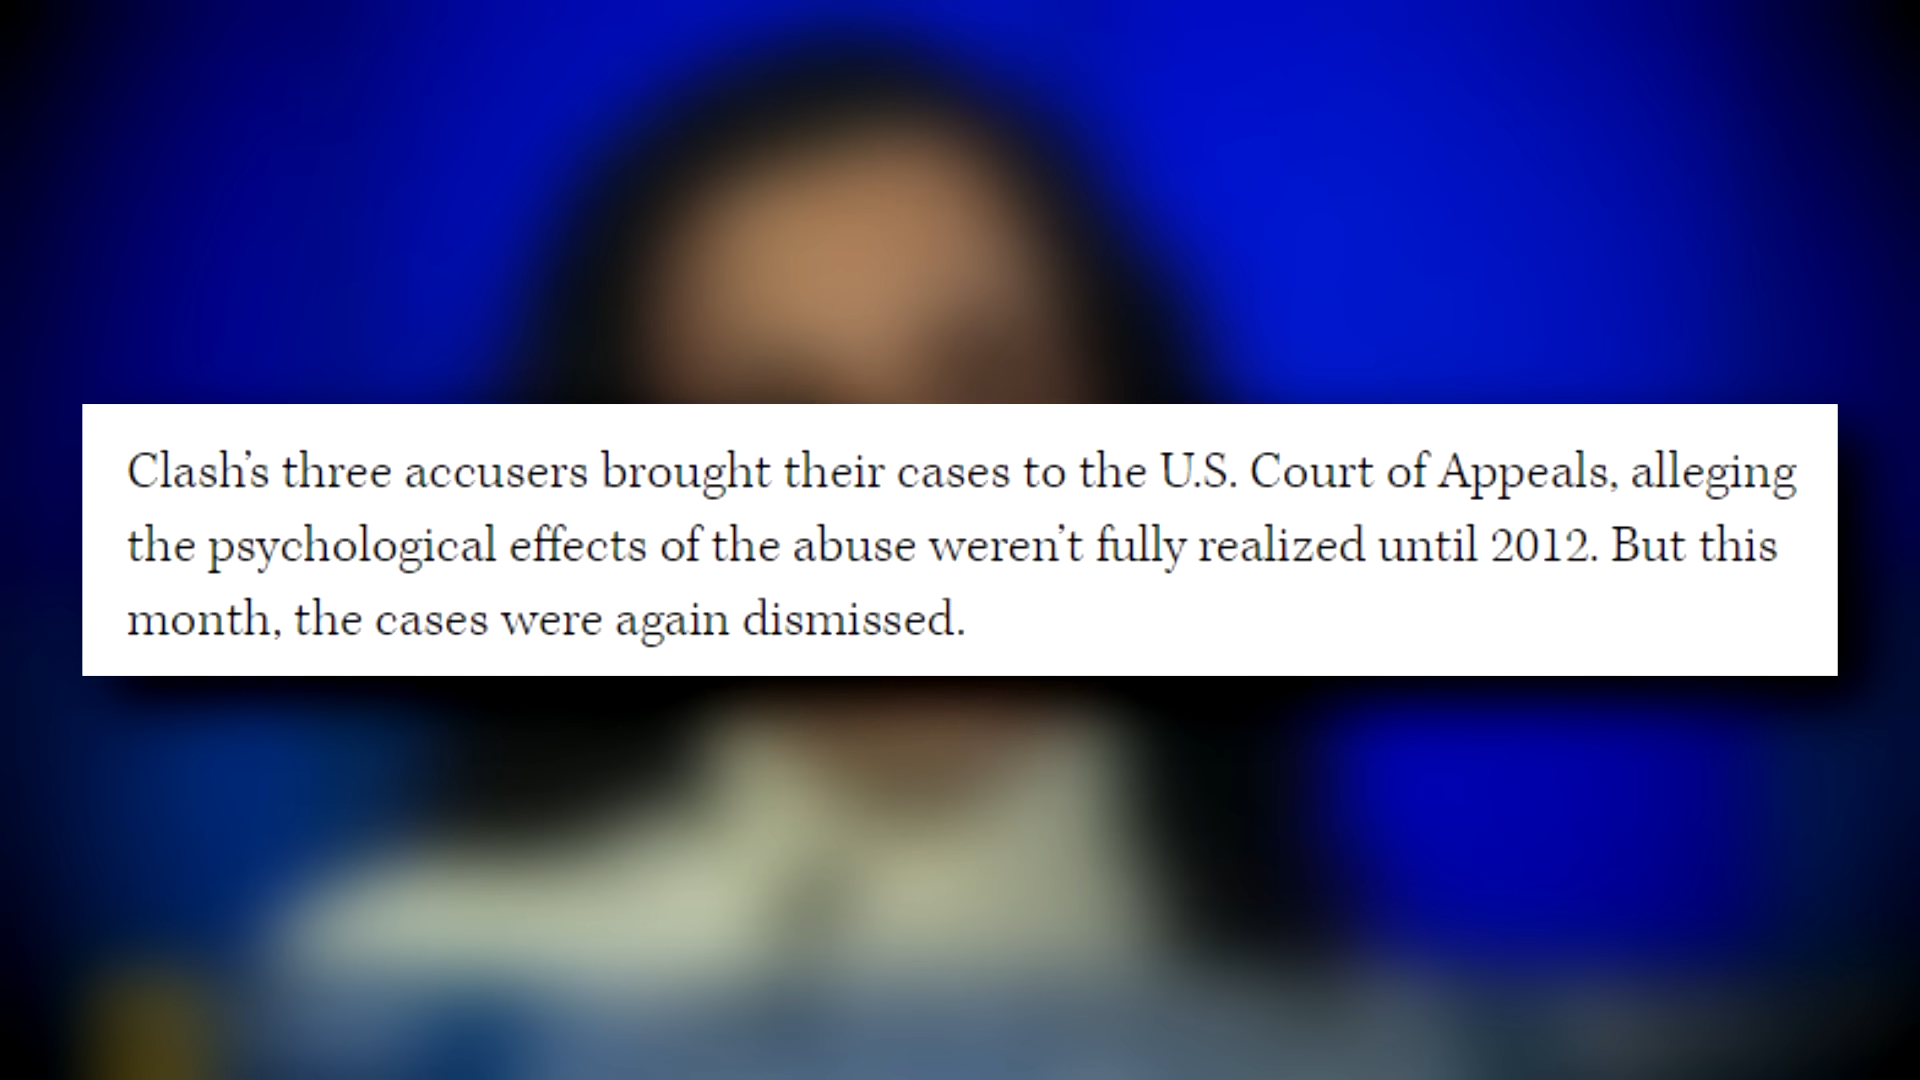 Clash’s three accusers brought their cases to the U.S. Court of Appeals, alleging
the psychological effects of the abuse weren’t fully realized until 2012. But this
month, the cases were again dismissed.